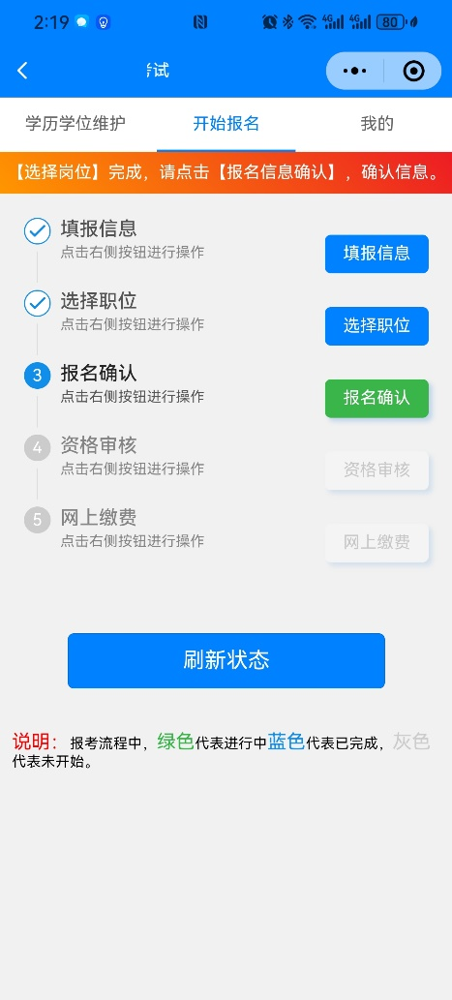 2:19
4G
4G
80
考试
学历学位维护
开始报名
我的
【选择岗位】完成，请点击【报名信息确认】，确认信息。
填报信息
点击右侧按钮进行操作
填报信息
选择职位
点击右侧按钮进行操作
选择职位
3
报名确认
点击右侧按钮进行操作
报名确认
4
资格审核
点击右侧按钮进行操作
资格审核
5
网上缴费
点击右侧按钮进行操作
网上缴费
刷新状态
说明：报考流程中，绿色代表进行中蓝色代表已完成，灰色
代表未开始。